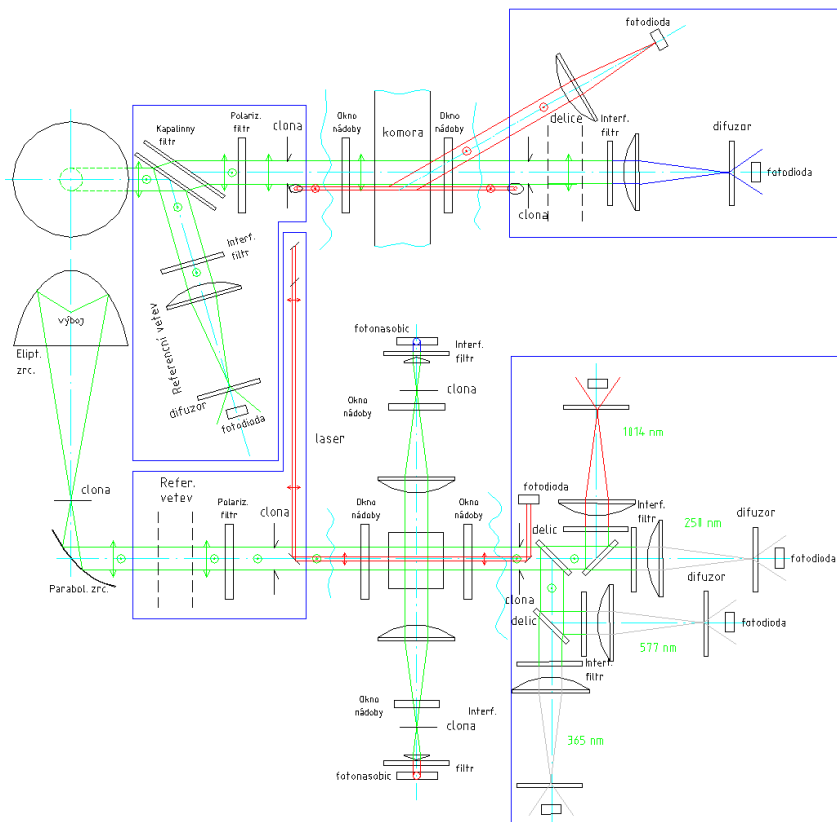 fotodioda
Kapalinny
filtr
Polariz.
filtr
clona
Okno
nádoby
komora
Okno
nádoby
delice
Interf.
filtr
difuzor
fotodioda
clona
Interf.
filtr
Referencni vetev
difuzor
fotodioda
výboj
Elipt.
zrc.
clona
Parabol. zrc.
Refer.
vetev
Polariz.
filtr
clona
laser
fotonasobic
Interf.
filtr
clona
Okno
nádoby
Okno
nádoby
Okno
nádoby
fotodioda
clona
delic
delic
1014 nm
Interf.
filtr
251 nm
difuzor
fotodioda
difuzor
fotodioda
577 nm
Interf.
filtr
365 nm
Okno
nádoby
Interf.
clona
filtr
fotonasobic